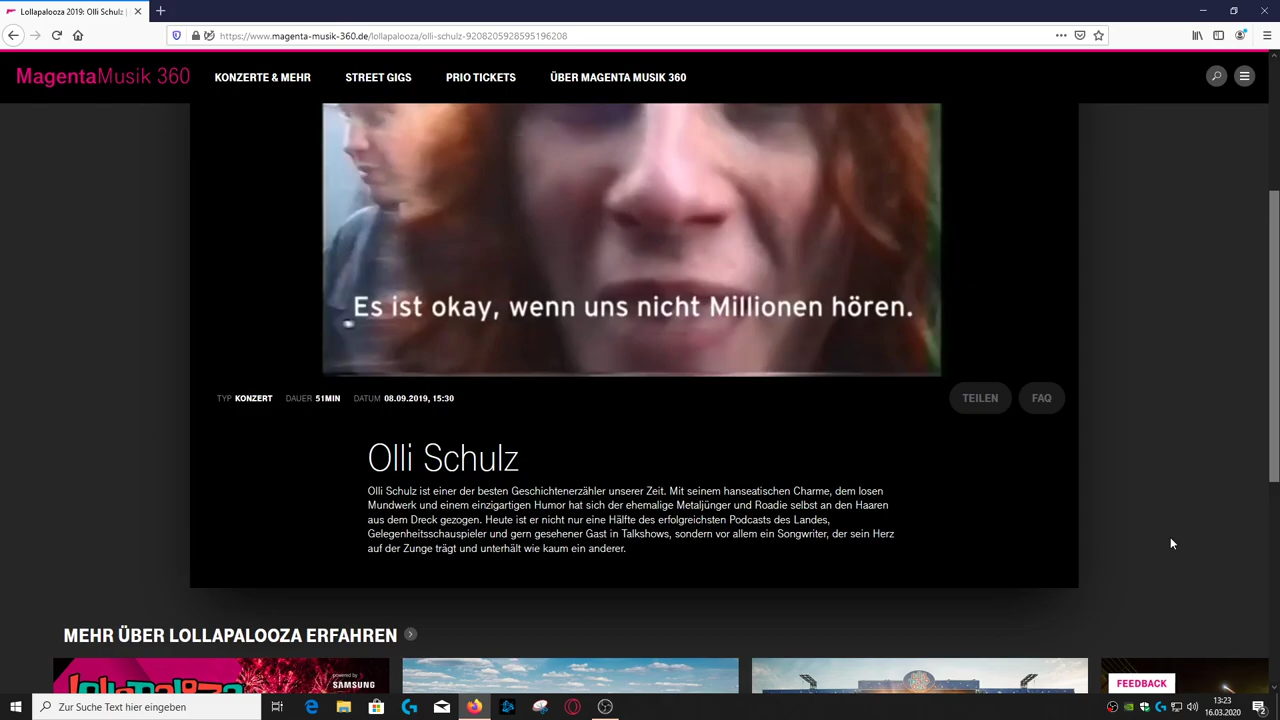 Lollapalooza 2019: Olli Schulz |
https://www.magenta-musik-360.de/lollapalooza/olli-schulz-9208205928595196208
MagentaMusik 360
KONZERTE & MEHR
STREET GIGS
PRIO TICKETS
ÜBER MAGENTA MUSIK 360
Es ist okay, wenn uns nicht Millionen hören.
TYP KONZERT DAUER 51MIN DATUM 08.09.2019, 15:30
TEILEN
FAQ
Olli Schulz
Olli Schulz ist einer der besten Geschichtenerzähler unserer Zeit. Mit seinem hanseatischen Charme, dem losen
Mundwerk und einem einzigartigen Humor hat sich der ehemalige Metaljünger und Roadie selbst an den Haaren
aus dem Dreck gezogen. Heute ist er nicht nur eine Hälfte des erfolgreichsten Podcasts des Landes,
Gelegenheitsschauspieler und gern gesehener Gast in Talkshows, sondern vor allem ein Songwriter, der sein Herz
auf der Zunge trägt und unterhält wie kaum ein anderer.
MEHR ÜBER LOLLAPALOOZA ERFAHREN
Lollapalooza
powered by
SAMSUNG
FEEDBACK
Zur Suche Text hier eingeben
13:23
16.03.2020
2